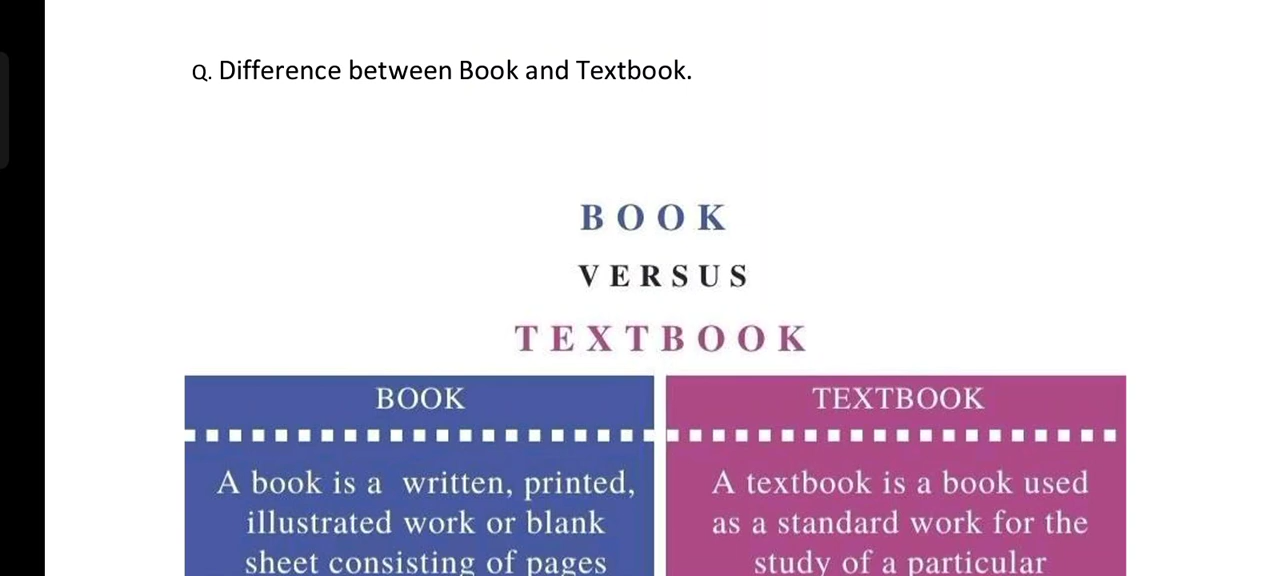 Q. Difference between Book and Textbook.
BOOK
VERSUS
TEXTBOOK
BOOK
A book is a written, printed,
illustrated work or blank
sheet consisting of pages
TEXTBOOK
A textbook is a book used
as a standard work for the
study of a particular